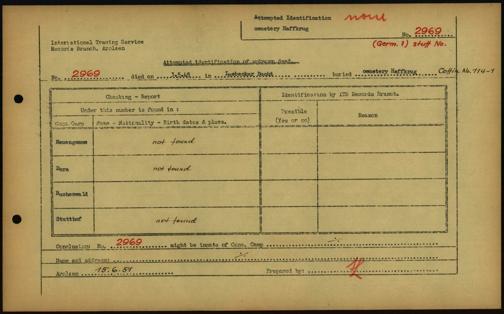 Attempted Identification none
cemetery Haffkrug
No. 2969
(Germ. 1) stuff No.
International Tracing Service
Records Branch, Arolsen
Attempted identification of unknown dead.
No. 2969 died on 3.5.45 in buried cemetery Haffkrug Coffin No. 114-1
Checking - Report
Identification by ITS Records Branch.
Under this number is found in :
Possible
(Yes or no)
Reason
Conc Camp Name - Nationality - Birth dates & place.
Neuengamme not found
Dora not found
Buchenwald
Stutthof not found
Conclusion No. 2969 might be inmate of Conc. Camp -/-
Name and address: -/-
Arolsen 15.6.51 Prepared by: